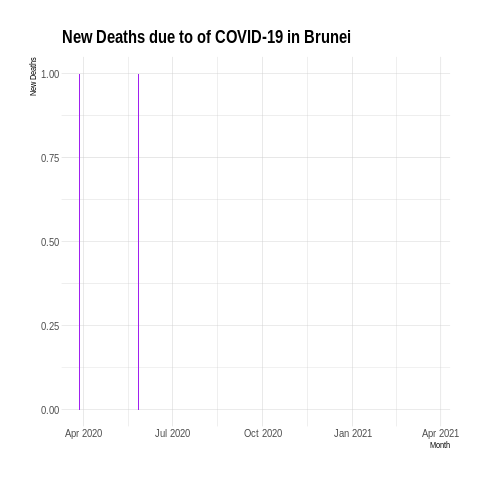 New Deaths due to of COVID-19 in Brunei
New Deaths
1.00
0.75
0.50
0.25
0.00
Apr 2020
Jul 2020
Oct 2020
Jan 2021
Apr 2021
Month